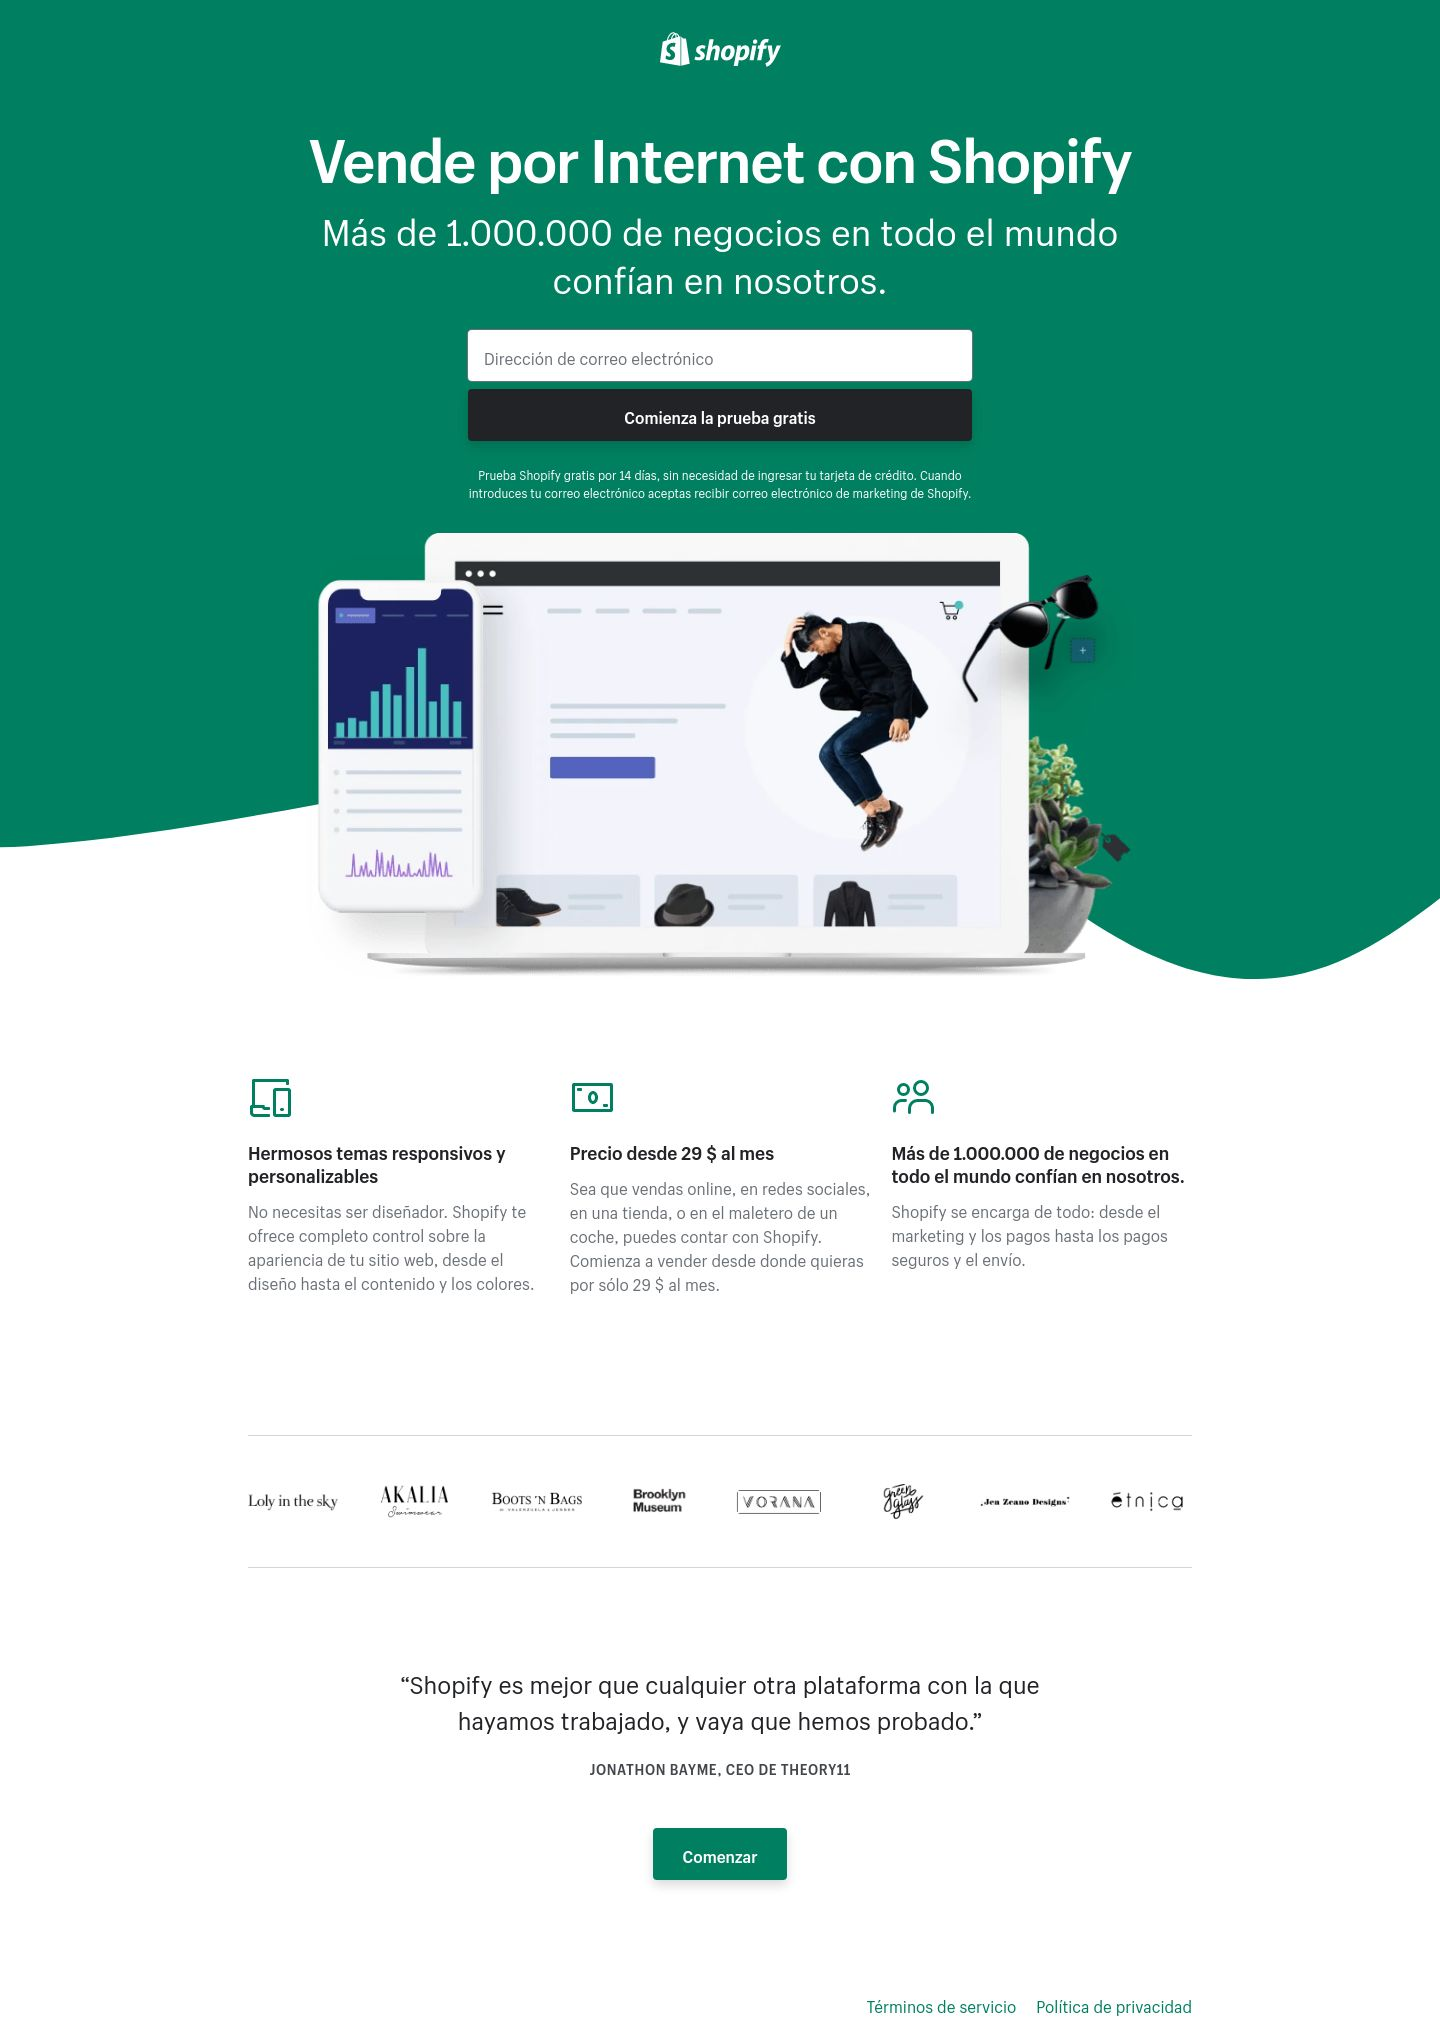 shopify
Vende por Internet con Shopify
Más de 1.000.000 de negocios en todo el mundo
confían en nosotros.
Dirección de correo electrónico
Comienza la prueba gratis
Prueba Shopify gratis por 14 días, sin necesidad de ingresar tu tarjeta de crédito. Cuando
introduces tu correo electrónico aceptas recibir correo electrónico de marketing de Shopify.
Hermosos temas responsivos y
personalizables
No necesitas ser diseñador. Shopify te
ofrece completo control sobre la
apariencia de tu sitio web, desde el
diseño hasta el contenido y los colores.
Precio desde 29 $ al mes
Sea que vendas online, en redes sociales,
en una tienda, o en el maletero de un
coche, puedes contar con Shopify.
Comienza a vender desde donde quieras
por sólo 29 $ al mes.
Más de 1.000.000 de negocios en
todo el mundo confían en nosotros.
Shopify se encarga de todo: desde el
marketing y los pagos hasta los pagos
seguros y el envío.
Loly in the sky
AKALIA
Swimwear
BOOTS 'N BAGS
Brooklyn
Museum
VORANA
Green
glass
Jen Zeano Designs
étnica
“Shopify es mejor que cualquier otra plataforma con la que
hayamos trabajado, y vaya que hemos probado.”
JONATHON BAYME, CEO DE THEORY11
Comenzar
Términos de servicio Política de privacidad